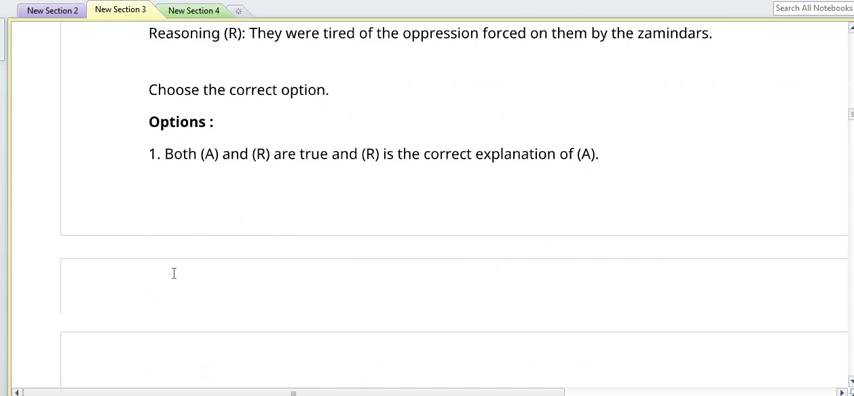 New Section 2 New Section 3 New Section 4 Search All Notebooks
Reasoning (R): They were tired of the oppression forced on them by the zamindars.
Choose the correct option.
Options :
1. Both (A) and (R) are true and (R) is the correct explanation of (A).